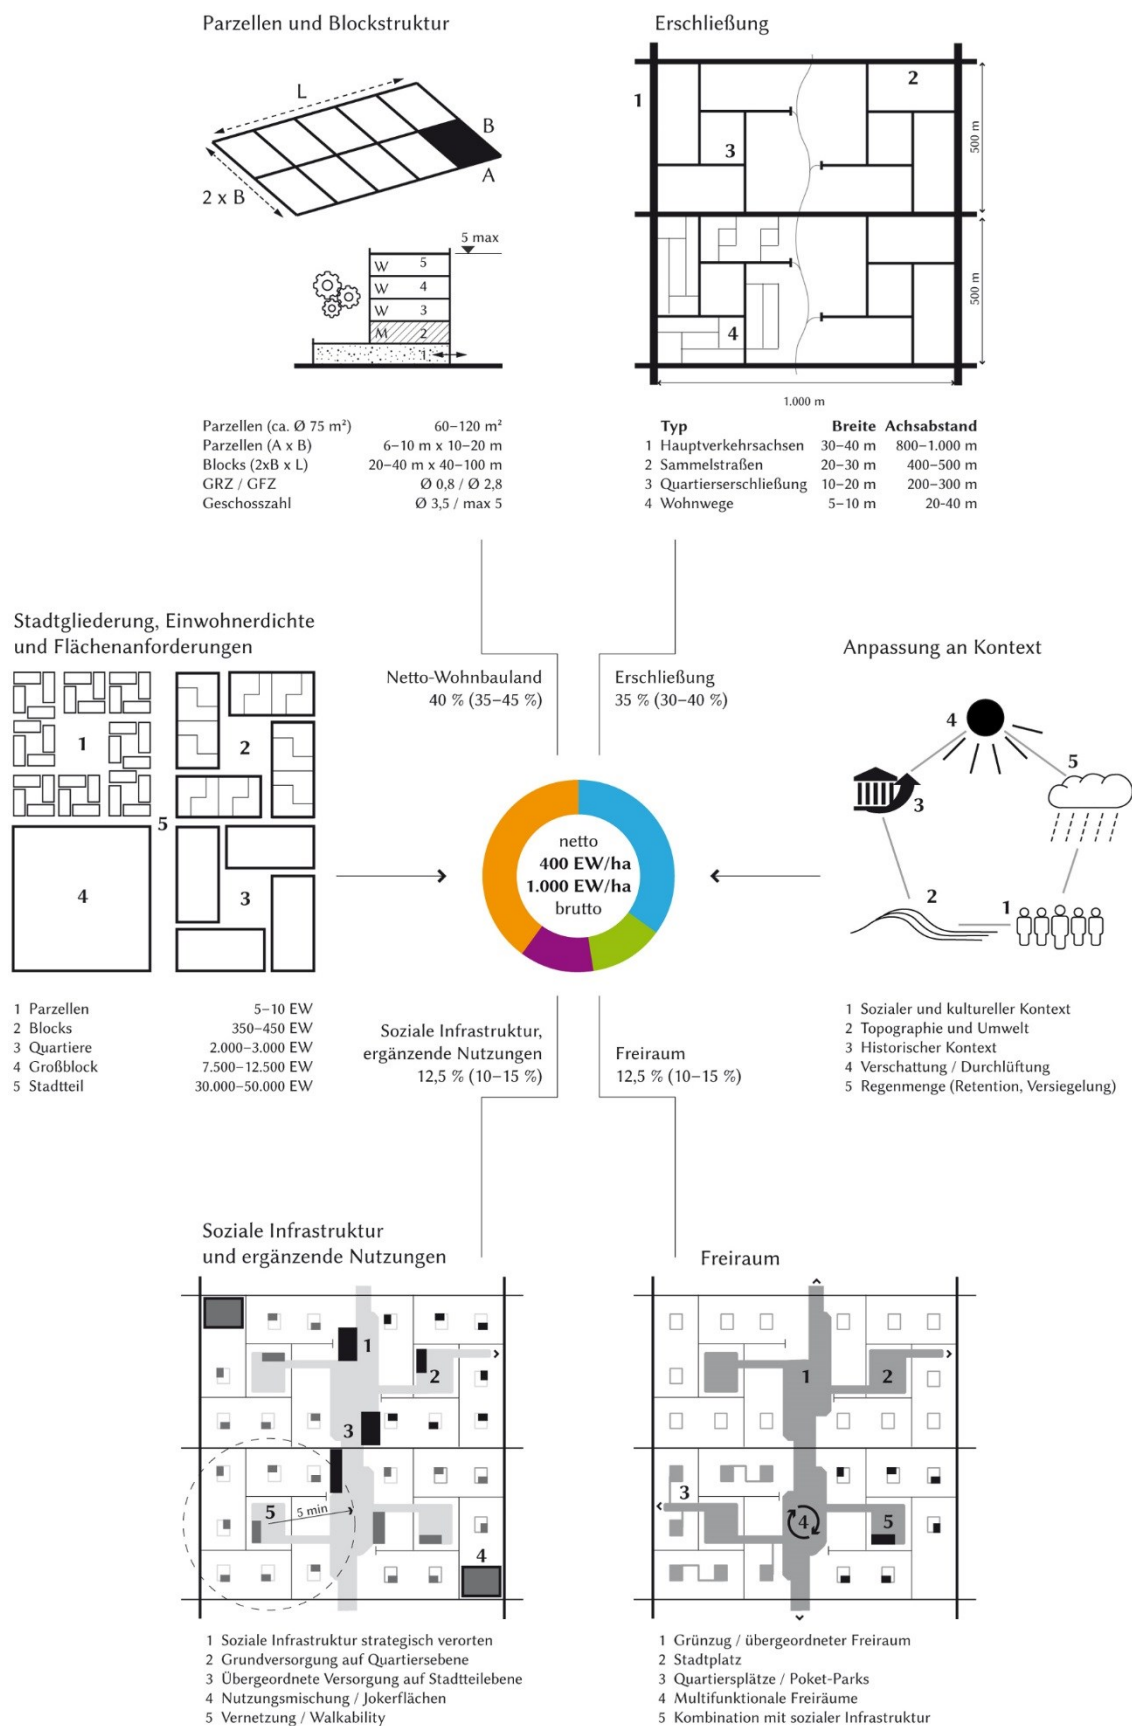 Parzellen und Blockstruktur
L
B
A
2 x B
5 max
W 5
W 4
W 3
M 2
1
Parzellen (ca. Ø 75 m²) 60–120 m²
Parzellen (A x B) 6–10 m x 10–20 m
Blocks (2xB x L) 20–40 m x 40–100 m
GRZ / GFZ Ø 0,8 / Ø 2,8
Geschosszahl Ø 3,5 / max 5
Erschließung
1
2
3
4
500 m
500 m
1.000 m
Typ Breite Achsabstand
1 Hauptverkehrsachsen 30–40 m 800–1.000 m
2 Sammelstraßen 20–30 m 400–500 m
3 Quartierserschließung 10–20 m 200–300 m
4 Wohnwege 5–10 m 20-40 m
Stadtgliederung, Einwohnerdichte
und Flächenanforderungen
1
2
5
4
3
1 Parzellen 5–10 EW
2 Blocks 350–450 EW
3 Quartiere 2.000–3.000 EW
4 Großblock 7.500–12.500 EW
5 Stadtteil 30.000–50.000 EW
Netto-Wohnbauland
40 % (35–45 %)
Erschließung
35 % (30–40 %)
netto
400 EW/ha
1.000 EW/ha
brutto
Soziale Infrastruktur,
ergänzende Nutzungen
12,5 % (10–15 %)
Freiraum
12,5 % (10–15 %)
Anpassung an Kontext
4
5
3
2
1
1 Sozialer und kultureller Kontext
2 Topographie und Umwelt
3 Historischer Kontext
4 Verschattung / Durchlüftung
5 Regenmenge (Retention, Versiegelung)
Soziale Infrastruktur
und ergänzende Nutzungen
1
2
3
5
5 min
4
1 Soziale Infrastruktur strategisch verorten
2 Grundversorgung auf Quartiersebene
3 Übergeordnete Versorgung auf Stadtteilebene
4 Nutzungsmischung / Jokerflächen
5 Vernetzung / Walkability
Freiraum
1
2
3
4
5
1 Grünzug / übergeordneter Freiraum
2 Stadtplatz
3 Quartiersplätze / Poket-Parks
4 Multifunktionale Freiräume
5 Kombination mit sozialer Infrastruktur